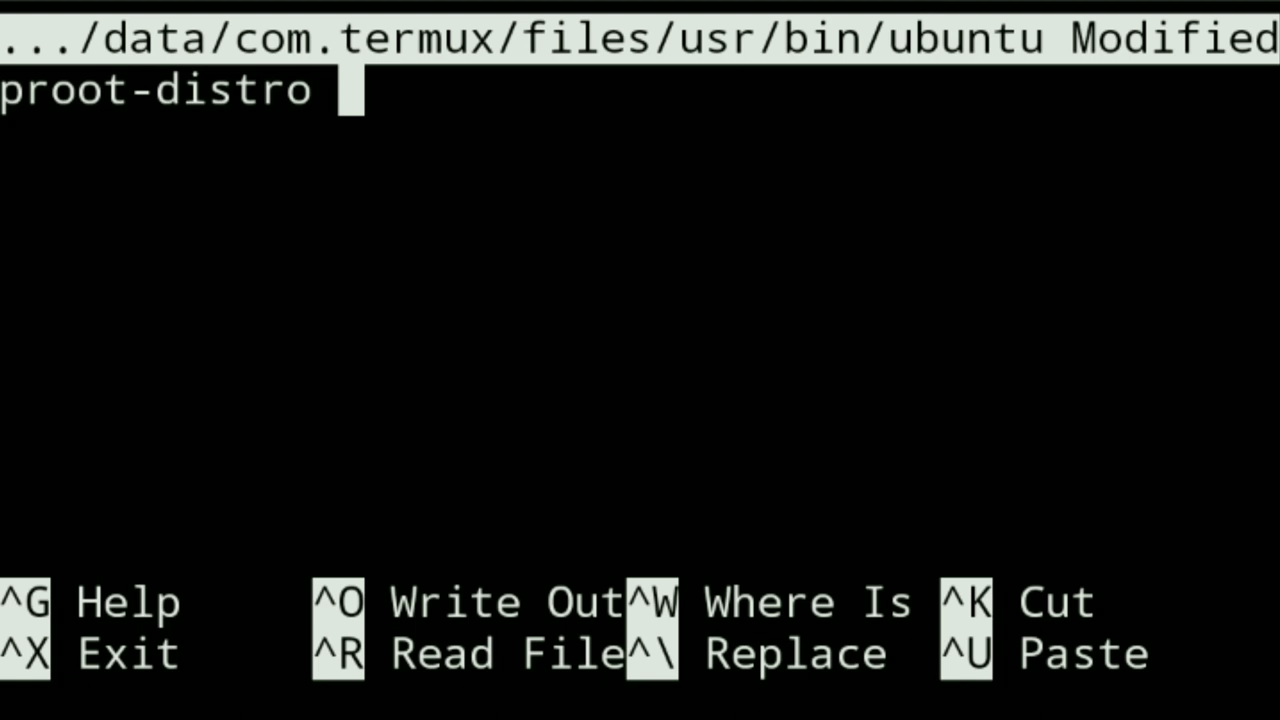 .../data/com.termux/files/usr/bin/ubuntu Modified
proot-distro
^G Help ^O Write Out^W Where Is ^K Cut
^X Exit ^R Read File^\ Replace ^U Paste